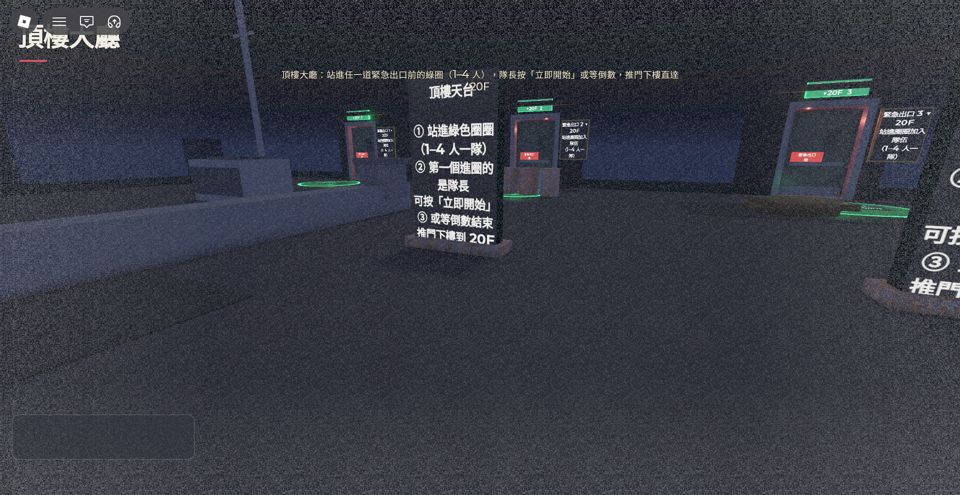 頂樓大廳
頂樓大廳：站進任一道緊急出口前的綠圈（1–4 人），隊長按「立即開始」或等倒數，推門下樓直達
20F
頂樓天台
① 站進綠色圈圈
（1–4 人一隊）
② 第一個進圈的
是隊長
可按「立即開始」
③ 或等倒數結束
推門下樓到 20F
20F 3
緊急出口 3
20F
站進圈圈加入
隊伍
（1–4 人一
隊）
緊急出口 2
20F
③
推門